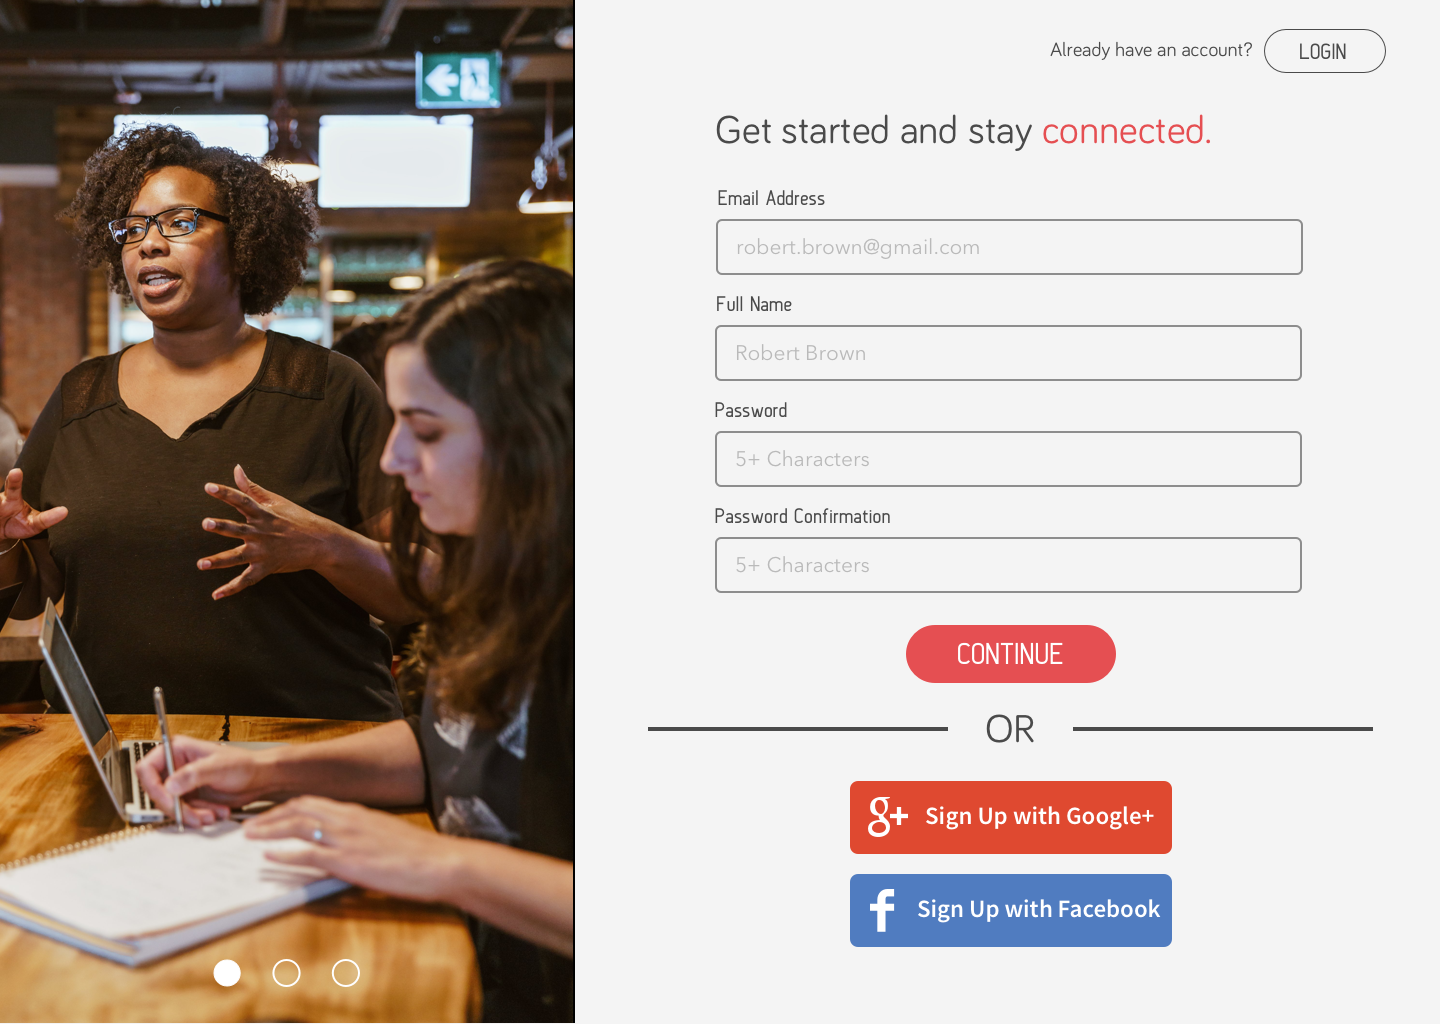 Already have an account? LOGIN
Get started and stay connected.
Email Address
robert.brown@gmail.com
Full Name
Robert Brown
Password
5+ Characters
Password Confirmation
5+ Characters
CONTINUE
OR
g+ Sign Up with Google+
f Sign Up with Facebook